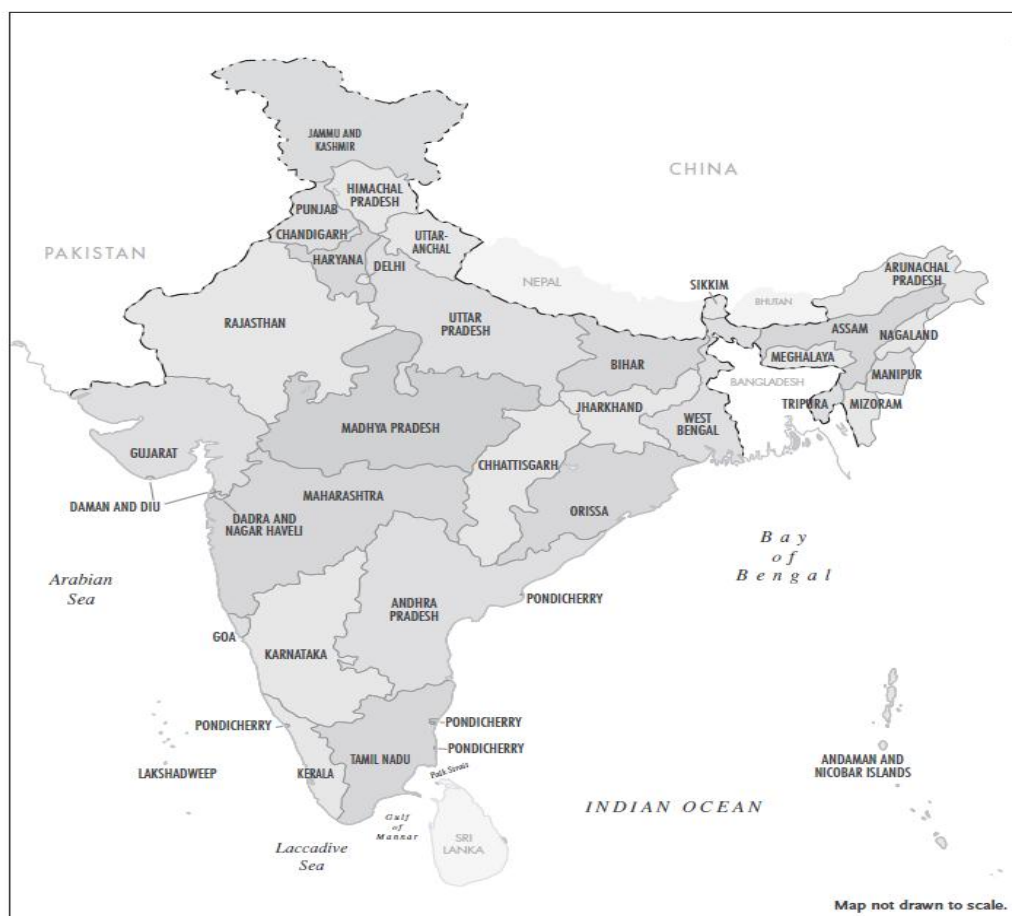 JAMMU AND
KASHMIR
CHINA
HIMACHAL
PRADESH
PUNJAB
CHANDIGARH
UTTAR-
ANCHAL
PAKISTAN
HARYANA
DELHI
NEPAL
SIKKIM
BHUTAN
ARUNACHAL
PRADESH
RAJASTHAN
UTTAR
PRADESH
ASSAM
NAGALAND
BIHAR
MEGHALAYA
MANIPUR
BANGLADESH
JHARKHAND
TRIPURA
MIZORAM
MADHYA PRADESH
WEST
BENGAL
GUJARAT
CHHATTISGARH
DAMAN AND DIU
MAHARASHTRA
DADRA AND
NAGAR HAVELI
ORISSA
Bay
of
Bengal
Arabian
Sea
ANDHRA
PRADESH
PONDICHERRY
GOA
KARNATAKA
PONDICHERRY
PONDICHERRY
PONDICHERRY
LAKSHADWEEP
KERALA
TAMIL NADU
Palk Strait
ANDAMAN AND
NICOBAR ISLANDS
INDIAN OCEAN
Gulf
of
Mannar
SRI
LANKA
Laccadive
Sea
Map not drawn to scale.